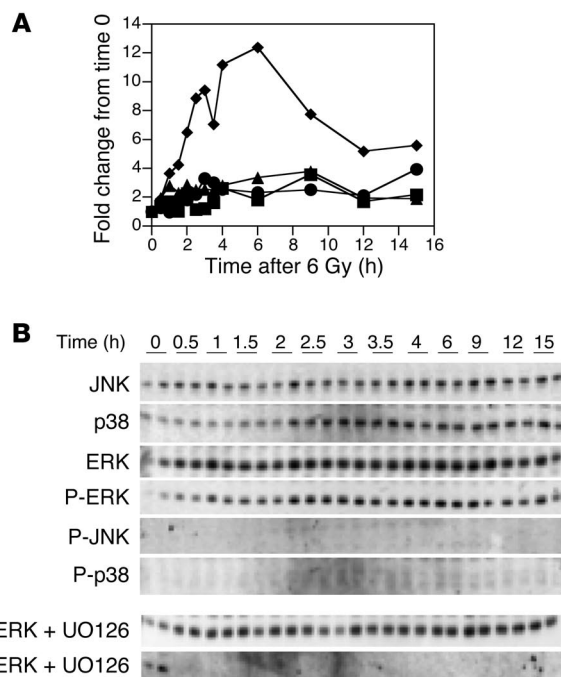 A
Fold change from time 0
14
12
10
8
6
4
2
0
0 2 4 6 8 10 12 14 16
Time after 6 Gy (h)
B
Time (h) 0 0.5 1 1.5 2 2.5 3 3.5 4 6 9 12 15
JNK
p38
ERK
P-ERK
P-JNK
P-p38
ERK + UO126
ERK + UO126